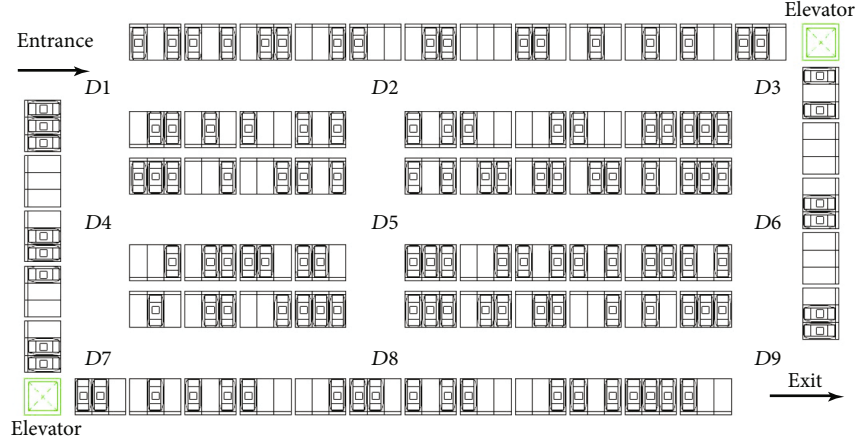 Elevator
Entrance
D1 D2 D3
D4 D5 D6
D7 D8 D9
Exit
Elevator